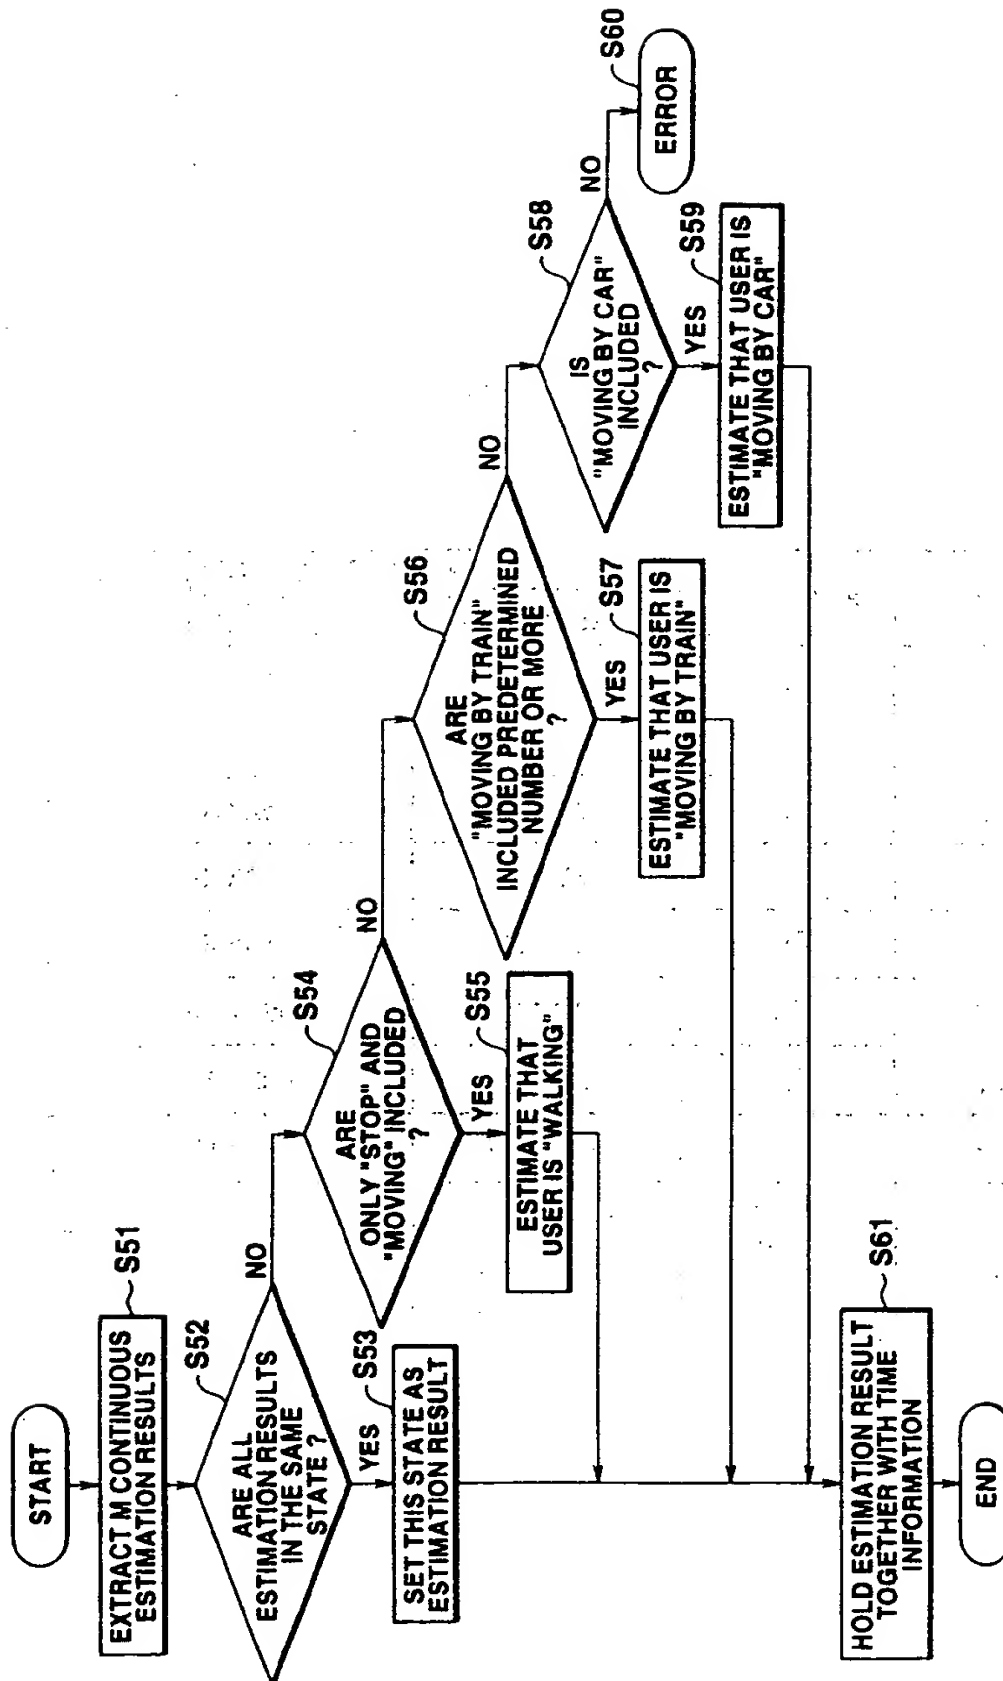 START
EXTRACT M CONTINUOUS
ESTIMATION RESULTS
S51
ARE ALL
ESTIMATION RESULTS
IN THE SAME
STATE ?
S52
NO
YES
SET THIS STATE AS
ESTIMATION RESULT
S53
ARE
ONLY "STOP" AND
"MOVING" INCLUDED
?
S54
NO
YES
ESTIMATE THAT
USER IS "WALKING"
S55
ARE
"MOVING BY TRAIN"
INCLUDED PREDETERMINED
NUMBER OR MORE
?
S56
NO
YES
ESTIMATE THAT USER IS
"MOVING BY TRAIN"
S57
IS
"MOVING BY CAR"
INCLUDED
?
S58
NO
YES
ESTIMATE THAT USER IS
"MOVING BY CAR"
S59
ERROR
S60
HOLD ESTIMATION RESULT
TOGETHER WITH TIME
INFORMATION
S61
END